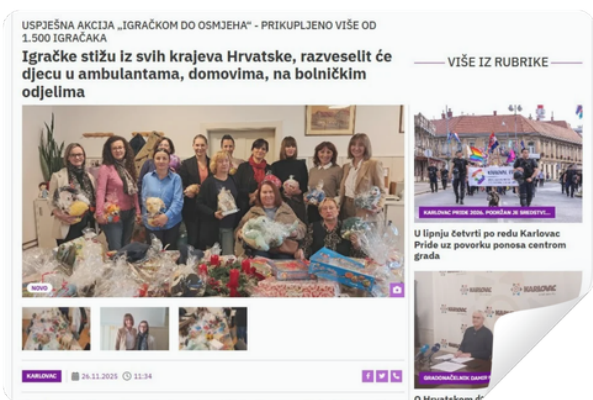 USPJEŠNA AKCIJA „IGRAČKOM DO OSMJEHA“ - PRIKUPLJENO VIŠE OD
1.500 IGRAČAKA
Igračke stižu iz svih krajeva Hrvatske, razveselit će
djecu u ambulantama, domovima, na bolničkim
odjelima
NOVO
KARLOVAC
26.11.2025
11:34
VIŠE IZ RUBRIKE
KARLOVAC PRIDE 2026. PODRŽAN JE SREDSTVI...
U lipnju četvrti po redu Karlovac
Pride uz povorku ponosa centrom
grada
KARLOVAC
KARLOVAC
GRADONAČELNIK DAMIR
O Hrvatskom